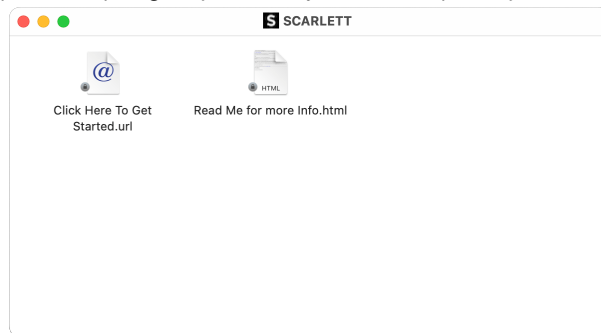 S SCARLETT
@
HTML
Click Here To Get
Started.url
Read Me for more Info.html